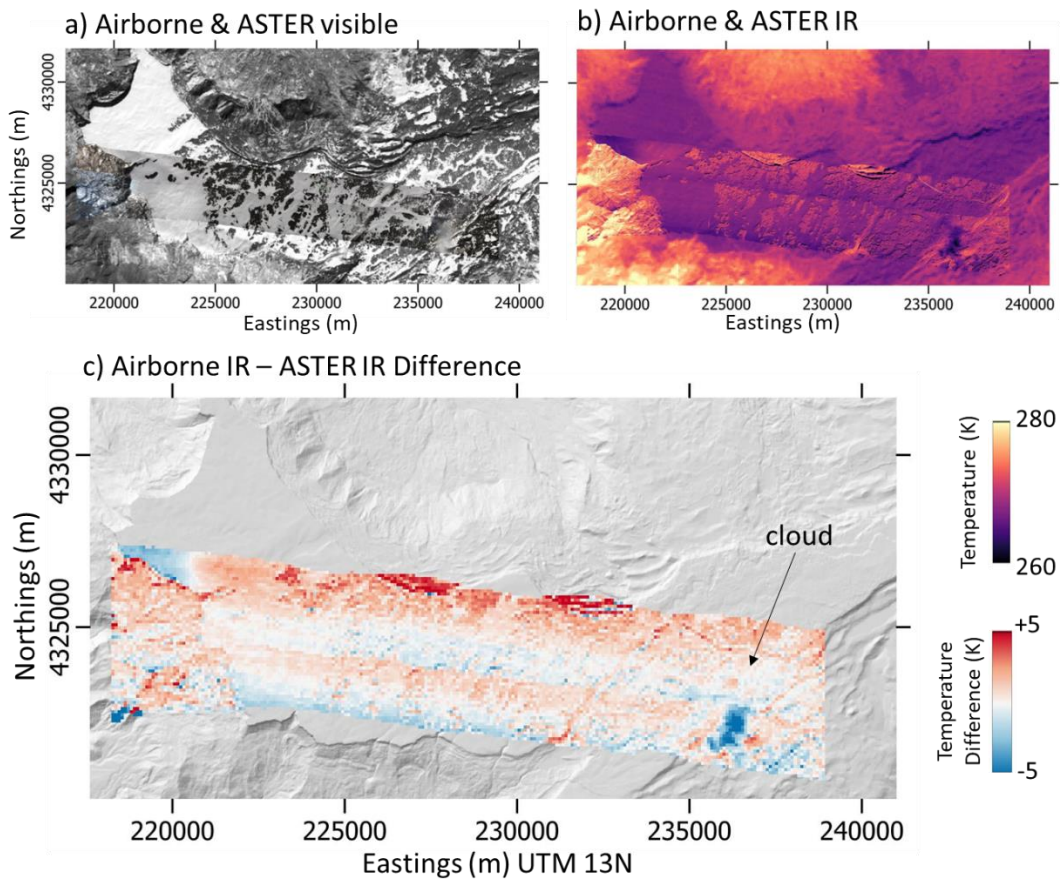 a) Airborne & ASTER visible
4330000
4325000
Northings (m)
220000 225000 230000 235000 240000
Eastings (m)
b) Airborne & ASTER IR
220000 225000 230000 235000 240000
Eastings (m)
c) Airborne IR – ASTER IR Difference
4330000
4325000
Northings (m)
cloud
220000 225000 230000 235000 240000
Eastings (m) UTM 13N
Temperature (K)
280
260
Temperature
Difference (K)
+5
-5